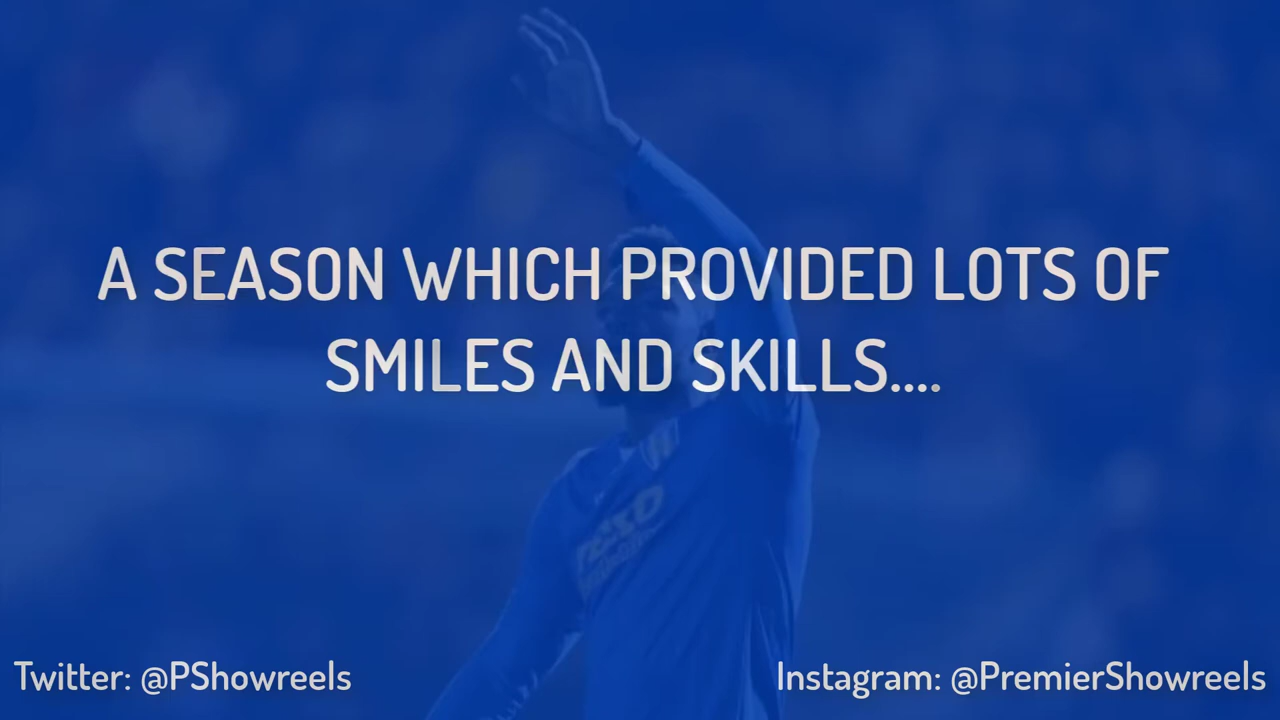 A SEASON WHICH PROVIDED LOTS OF
SMILES AND SKILLS....
Twitter: @PShowreels
Instagram: @PremierShowreels